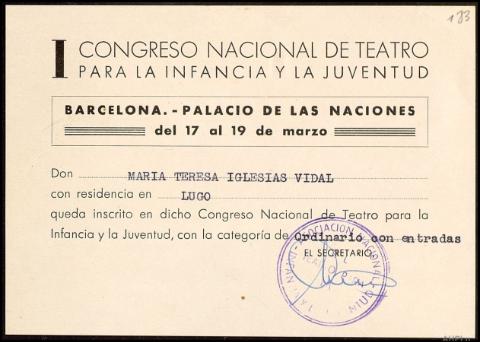 183
I CONGRESO NACIONAL DE TEATRO
PARA LA INFANCIA Y LA JUVENTUD
BARCELONA.-PALACIO DE LAS NACIONES
del 17 al 19 de marzo
Don MARIA TERESA IGLESIAS VIDAL
con residencia en LUGO
queda inscrito en dicho Congreso Nacional de Teatro para la
Infancia y la Juventud, con la categoría de Ordinario con entradas
EL SECRETARIO
ASOCIACION NACIONAL